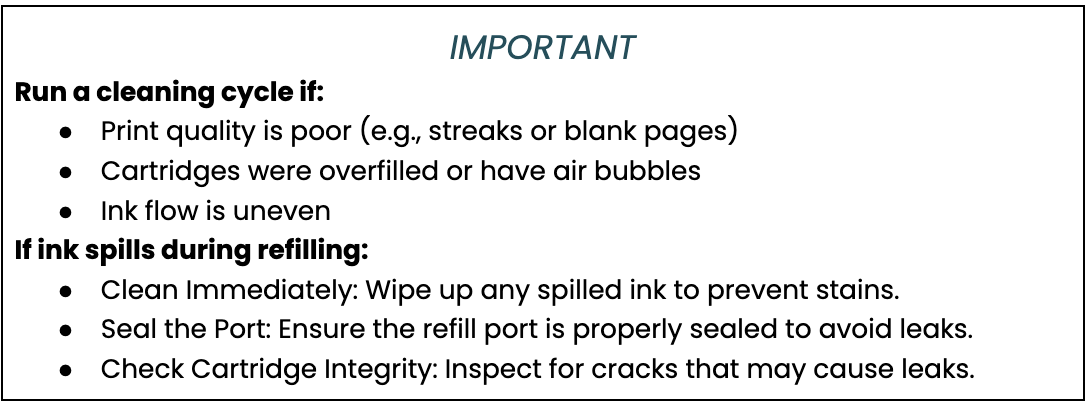 IMPORTANT
Run a cleaning cycle if:
● Print quality is poor (e.g., streaks or blank pages)
● Cartridges were overfilled or have air bubbles
● Ink flow is uneven
If ink spills during refilling:
● Clean Immediately: Wipe up any spilled ink to prevent stains.
● Seal the Port: Ensure the refill port is properly sealed to avoid leaks.
● Check Cartridge Integrity: Inspect for cracks that may cause leaks.